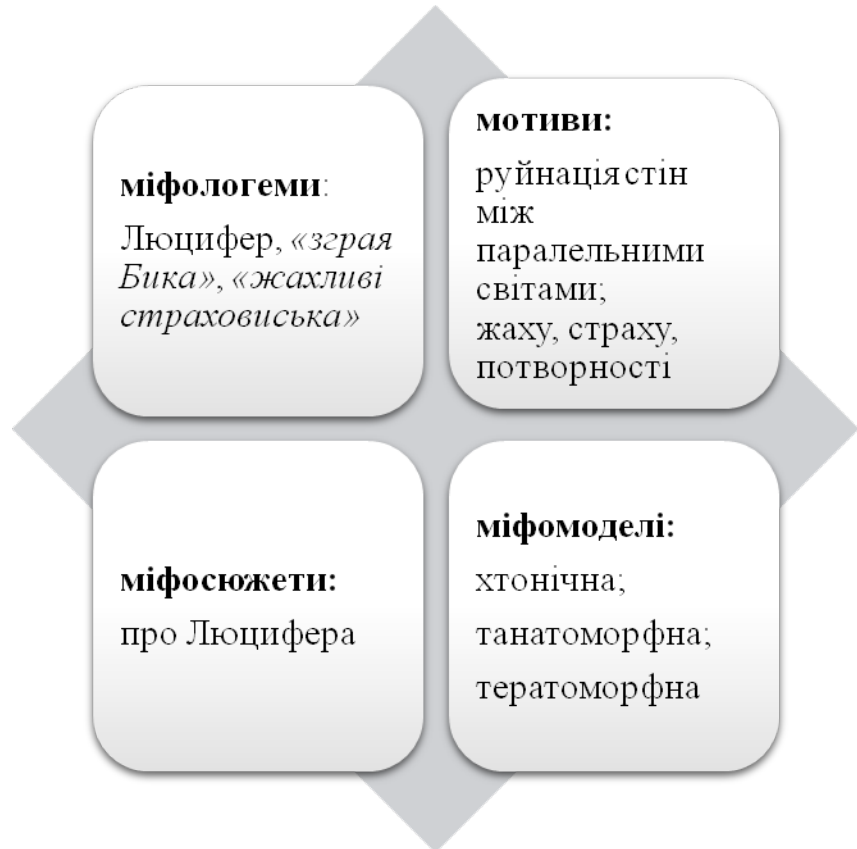 міфологеми:
Люцифер, «зграя
Бика», «жахливі
страховиська»
мотиви:
руйнація стін
між
паралельними
світами;
жаху, страху,
потворності
міфосюжети:
про Люцифера
міфомоделі:
хтонічна;
танатоморфна;
тератоморфна